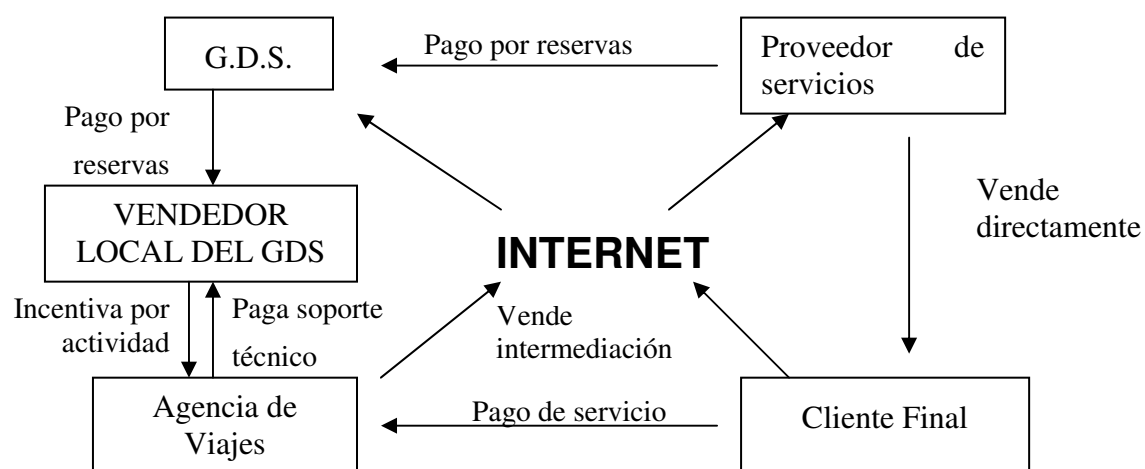 G.D.S.
Pago por reservas
Proveedor de
servicios
Pago por
reservas
Vende
directamente
VENDEDOR
LOCAL DEL GDS
INTERNET
Incentiva por
actividad
Paga soporte
técnico
Vende
intermediación
Agencia de
Viajes
Pago de servicio
Cliente Final